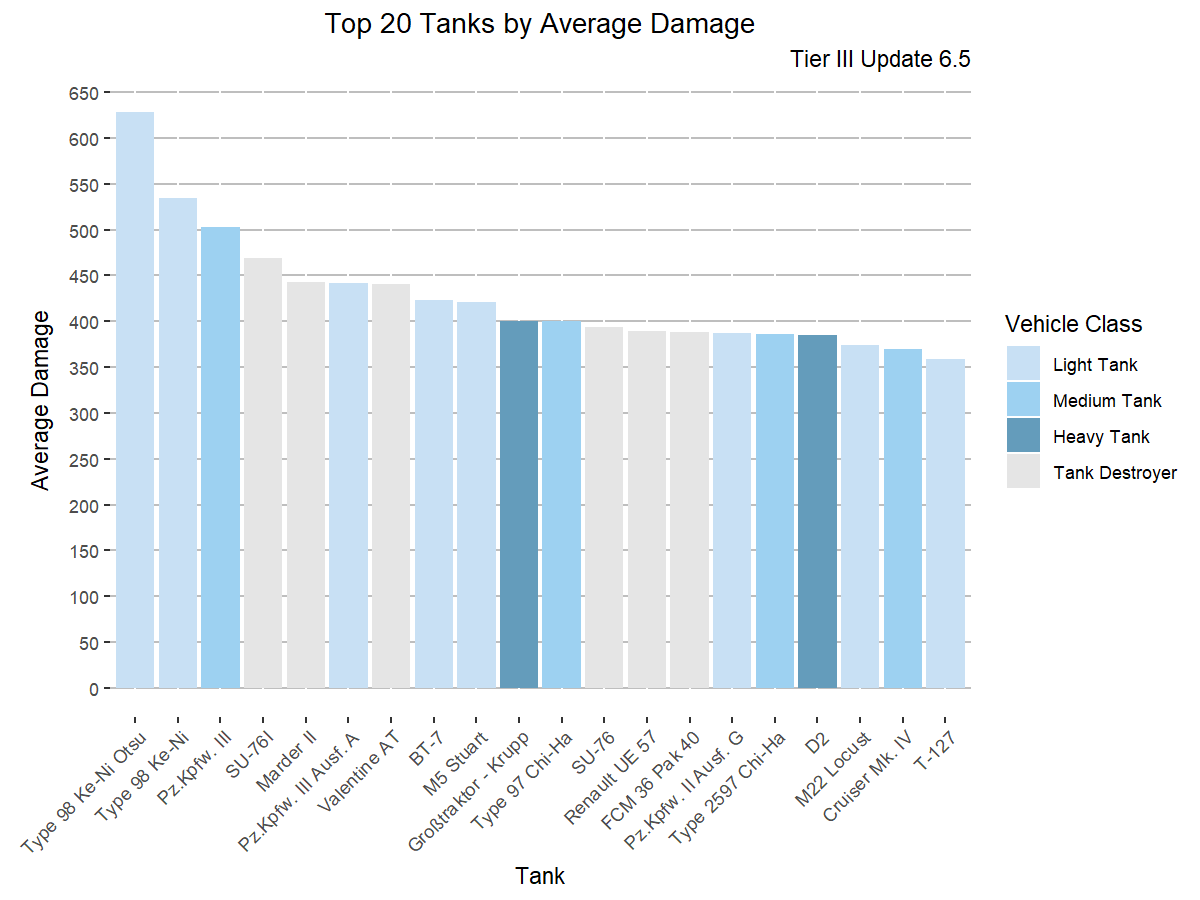 Top 20 Tanks by Average Damage
Tier III Update 6.5
650
600
550
500
450
400
350
300
250
200
150
100
50
0
Average Damage
Type 98 Ke-Ni Otsu
Type 98 Ke-Ni
Pz.Kpfw. III
SU-76I
Marder II
Pz.Kpfw. III Ausf. A
Valentine AT
BT-7
M5 Stuart
Großtraktor - Krupp
Type 97 Chi-Ha
SU-76
Renault UE 57
FCM 36 Pak 40
Pz.Kpfw. II Ausf. G
Type 2597 Chi-Ha
D2
M22 Locust
Cruiser Mk. IV
T-127
Tank
Vehicle Class
Light Tank
Medium Tank
Heavy Tank
Tank Destroyer